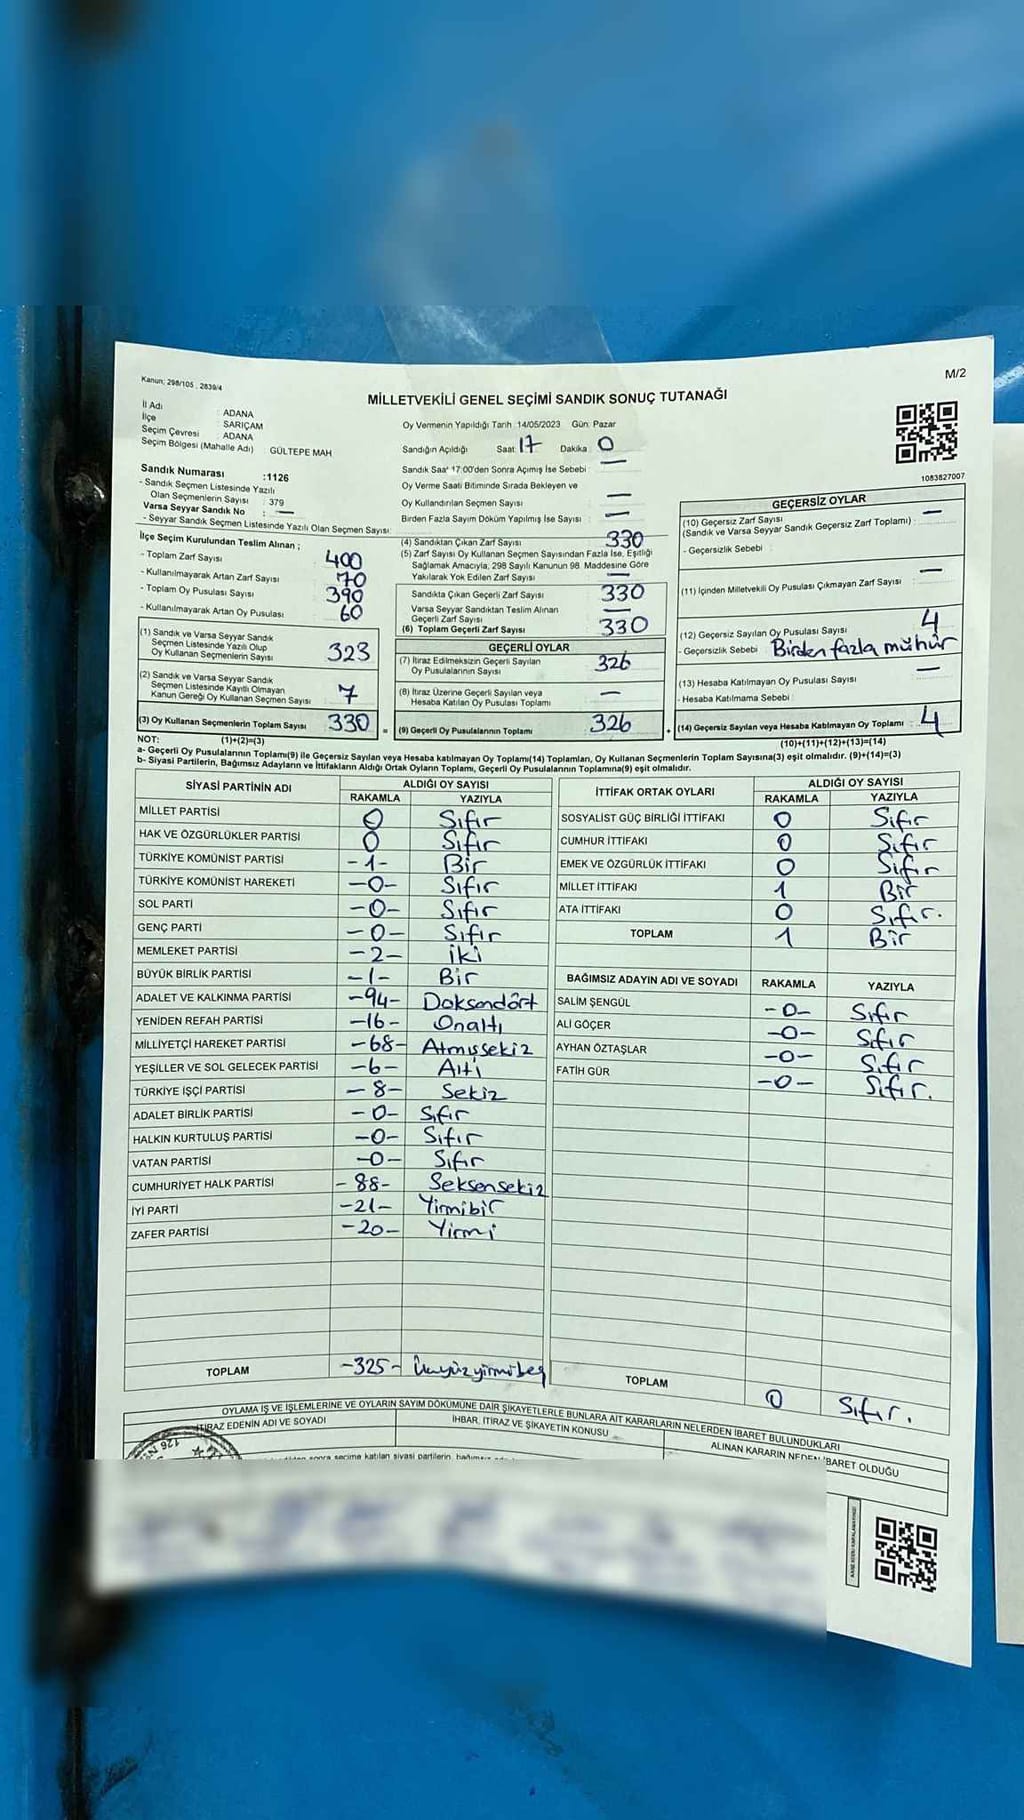 Kanun: 298/105 . 2839/4
M/2
MİLLETVEKİLİ GENEL SEÇİMİ SANDIK SONUÇ TUTANAĞI
İl Adı : ADANA
İlçe : SARIÇAM
Seçim Çevresi : ADANA
Seçim Bölgesi (Mahalle Adı) : GÜLTEPE MAH
Sandık Numarası :1126
- Sandık Seçmen Listesinde Yazılı
Olan Seçmenlerin Sayısı : 379
Varsa Seyyar Sandık No : —
- Seyyar Sandık Seçmen Listesinde Yazılı Olan Seçmen Sayısı:
Oy Vermenin Yapıldığı Tarih :14/05/2023 Gün: Pazar
Sandığın Açıldığı Saat : 17 Dakika : 0
Sandık Saat 17:00'den Sonra Açımış İse Sebebi : —
Oy Verme Saati Bitiminde Sırada Bekleyen ve
Oy Kullandırılan Seçmen Sayısı : —
Birden Fazla Sayım Döküm Yapılmış İse Sayısı : —
1083827007
İlçe Seçim Kurulundan Teslim Alınan ;
- Toplam Zarf Sayısı : 400
- Kullanılmayarak Artan Zarf Sayısı : 70
- Toplam Oy Pusulası Sayısı : 390
- Kullanılmayarak Artan Oy Pusulası : 60
(1) Sandık ve Varsa Seyyar Sandık
Seçmen Listesinde Yazılı Olup
Oy Kullanan Seçmenlerin Sayısı : 323
(2) Sandık ve Varsa Seyyar Sandık
Seçmen Listesinde Kayıtlı Olmayan
Kanun Gereği Oy Kullanan Seçmen Sayısı : 7
(3) Oy Kullanan Seçmenlerin Toplam Sayısı : 330
(4) Sandıktan Çıkan Zarf Sayısı : 330
(5) Zarf Sayısı Oy Kullanan Seçmen Sayısından Fazla İse, Eşitliği
Sağlamak Amacıyla, 298 Sayılı Kanunun 98. Maddesine Göre
Yakılarak Yok Edilen Zarf Sayısı : —
Sandıkta Çıkan Geçerli Zarf Sayısı : 330
Varsa Seyyar Sandıktan Teslim Alınan
Geçerli Zarf Sayısı : —
(6) Toplam Geçerli Zarf Sayısı : 330
GEÇERLİ OYLAR
(7) İtiraz Edilmeksizin Geçerli Sayılan
Oy Pusulalarının Sayısı : 326
(8) İtiraz Üzerine Geçerli Sayılan veya
Hesaba Katılan Oy Pusulası Toplamı : —
= (9) Geçerli Oy Pusulalarının Toplamı : 326
GEÇERSİZ OYLAR
(10) Geçersiz Zarf Sayısı
(Sandık ve Varsa Seyyar Sandık Geçersiz Zarf Toplamı) : —
- Geçersizlik Sebebi :
(11) İçinden Milletvekili Oy Pusulası Çıkmayan Zarf Sayısı : —
(12) Geçersiz Sayılan Oy Pusulası Sayısı : 4
- Geçersizlik Sebebi : Birden fazla mühür
(13) Hesaba Katılmayan Oy Pusulası Sayısı : —
- Hesaba Katılmama Sebebi :
+ (14) Geçersiz Sayılan veya Hesaba Katılmayan Oy Toplamı : 4
NOT: (1)+(2)=(3) (10)+(11)+(12)+(13)=(14)
a- Geçerli Oy Pusulalarının Toplamı(9) ile Geçersiz Sayılan veya Hesaba katılmayan Oy Toplamı(14) Toplamları, Oy Kullanan Seçmenlerin Toplam Sayısına(3) eşit olmalıdır. (9)+(14)=(3)
b- Siyasi Partilerin, Bağımsız Adayların ve İttifakların Aldığı Ortak Oyların Toplamı, Geçerli Oy Pusulalarının Toplamına(9) eşit olmalıdır.
SİYASİ PARTİNİN ADI ALDIĞI OY SAYISI
RAKAMLA YAZIYLA
MİLLET PARTİSİ 0 Sıfır
HAK VE ÖZGÜRLÜKLER PARTİSİ 0 Sıfır
TÜRKİYE KOMÜNİST PARTİSİ -1- Bir
TÜRKİYE KOMÜNİST HAREKETİ -0- Sıfır
SOL PARTİ -0- Sıfır
GENÇ PARTİ -0- Sıfır
MEMLEKET PARTİSİ -2- İki
BÜYÜK BİRLİK PARTİSİ -1- Bir
ADALET VE KALKINMA PARTİSİ -94- Doksandört
YENİDEN REFAH PARTİSİ -16- Onaltı
MİLLİYETÇİ HAREKET PARTİSİ -68- Atmışsekiz
YEŞİLLER VE SOL GELECEK PARTİSİ -6- Altı
TÜRKİYE İŞÇİ PARTİSİ -8- Sekiz
ADALET BİRLİK PARTİSİ -0- Sıfır
HALKIN KURTULUŞ PARTİSİ -0- Sıfır
VATAN PARTİSİ -0- Sıfır
CUMHURİYET HALK PARTİSİ -88- Seksensekiz
İYİ PARTİ -21- Yirmibir
ZAFER PARTİSİ -20- Yirmi
TOPLAM -325- Üçyüzyirmibeş
İTTİFAK ORTAK OYLARI ALDIĞI OY SAYISI
RAKAMLA YAZIYLA
SOSYALİST GÜÇ BİRLİĞİ İTTİFAKI 0 Sıfır
CUMHUR İTTİFAKI 0 Sıfır
EMEK VE ÖZGÜRLÜK İTTİFAKI 0 Sıfır
MİLLET İTTİFAKI 1 Bir
ATA İTTİFAKI 0 Sıfır.
TOPLAM 1 Bir
BAĞIMSIZ ADAYIN ADI VE SOYADI RAKAMLA YAZIYLA
SALİM ŞENGÜL -0- Sıfır
ALİ GÖÇER -0- Sıfır
AYHAN ÖZTAŞLAR -0- Sıfır
FATİH GÜR -0- Sıfır.
TOPLAM 0 Sıfır.
OYLAMA İŞ VE İŞLEMLERİNE VE OYLARIN SAYIM DÖKÜMÜNE DAİR ŞİKAYETLERLE BUNLARA AİT KARARLARIN NELERDEN İBARET BULUNDUKLARI
İTİRAZ EDENİN ADI VE SOYADI İHBAR, İTİRAZ VE ŞİKAYETİN KONUSU ALINAN KARARIN NEDEN İBARET OLDUĞU
sonra seçime katılan siyasi partilerin, bağımsız